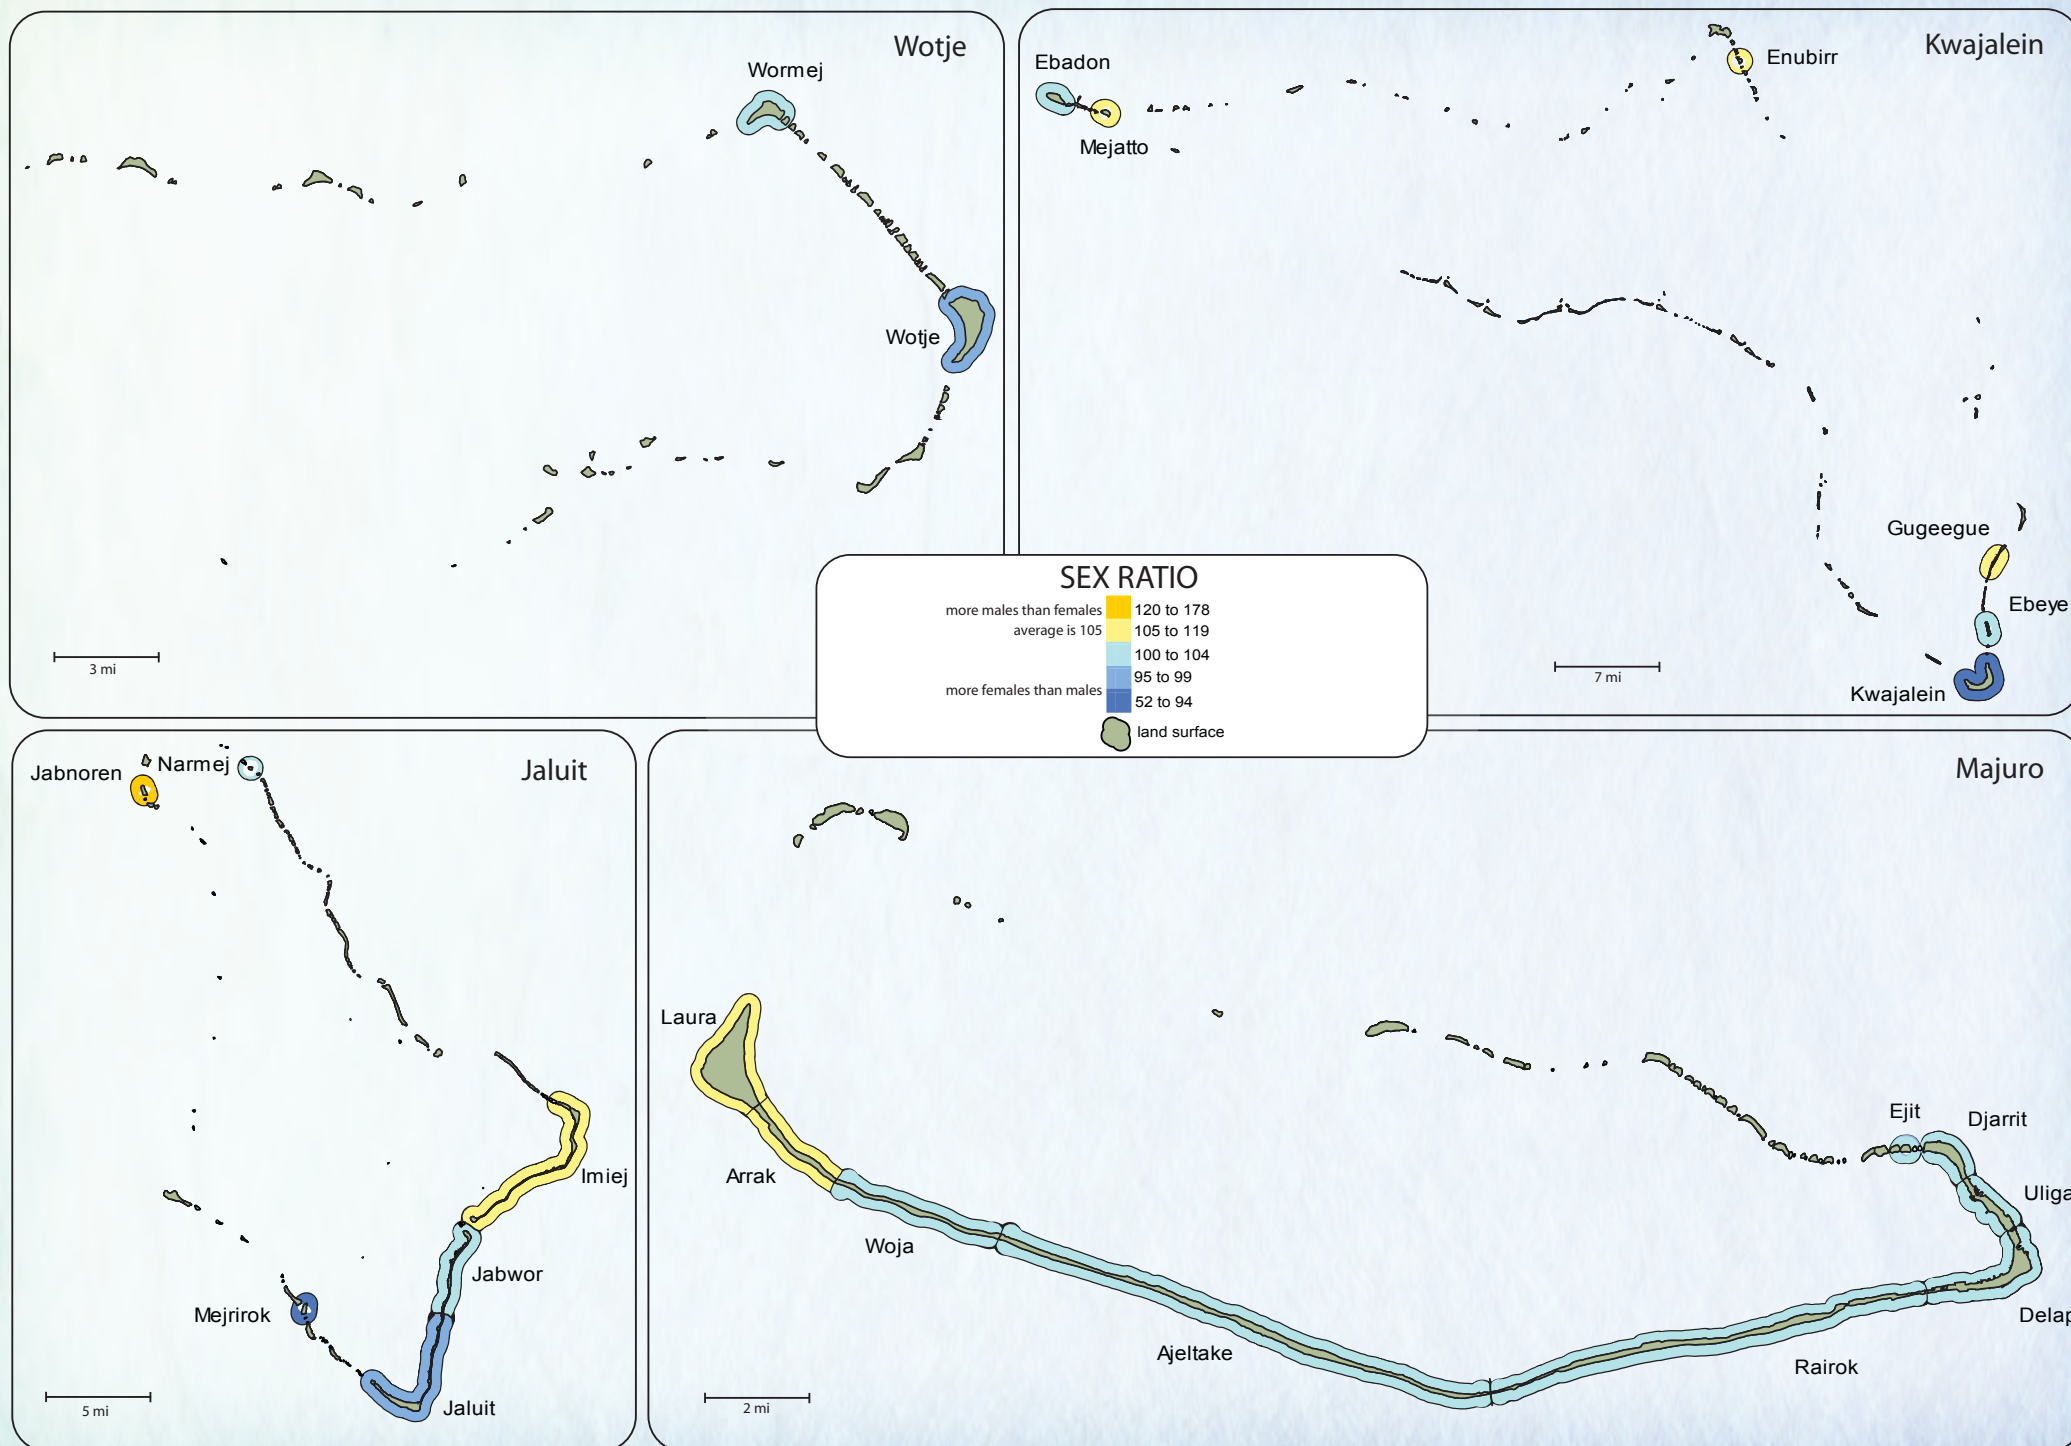 Wotje
Wormej
Wotje
3 mi
Kwajalein
Ebadon
Mejatto
Enubirr
Gugeegue
Ebeye
Kwajalein
7 mi
SEX RATIO
more males than females 120 to 178
average is 105 105 to 119
100 to 104
95 to 99
more females than males
52 to 94
land surface
Jaluit
Jabnoren
Narmej
Imiej
Jabwor
Mejrirok
Jaluit
5 mi
Majuro
Laura
Arrak
Woja
Ajeltake
Rairok
Ejit
Djarrit
Uliga
Delap
2 mi